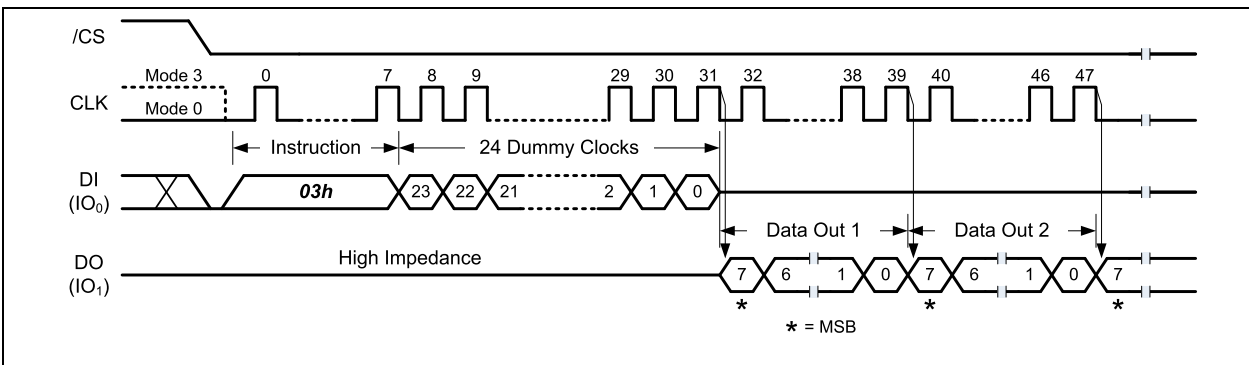 /CS
Mode 3 0 7 8 9 29 30 31 32 38 39 40 46 47
CLK
Mode 0
Instruction 24 Dummy Clocks
DI
(IO0)
03h 23 22 21 2 1 0
Data Out 1 Data Out 2
High Impedance
DO
(IO1)
7 6 1 0 7 6 1 0 7
* * *
* = MSB